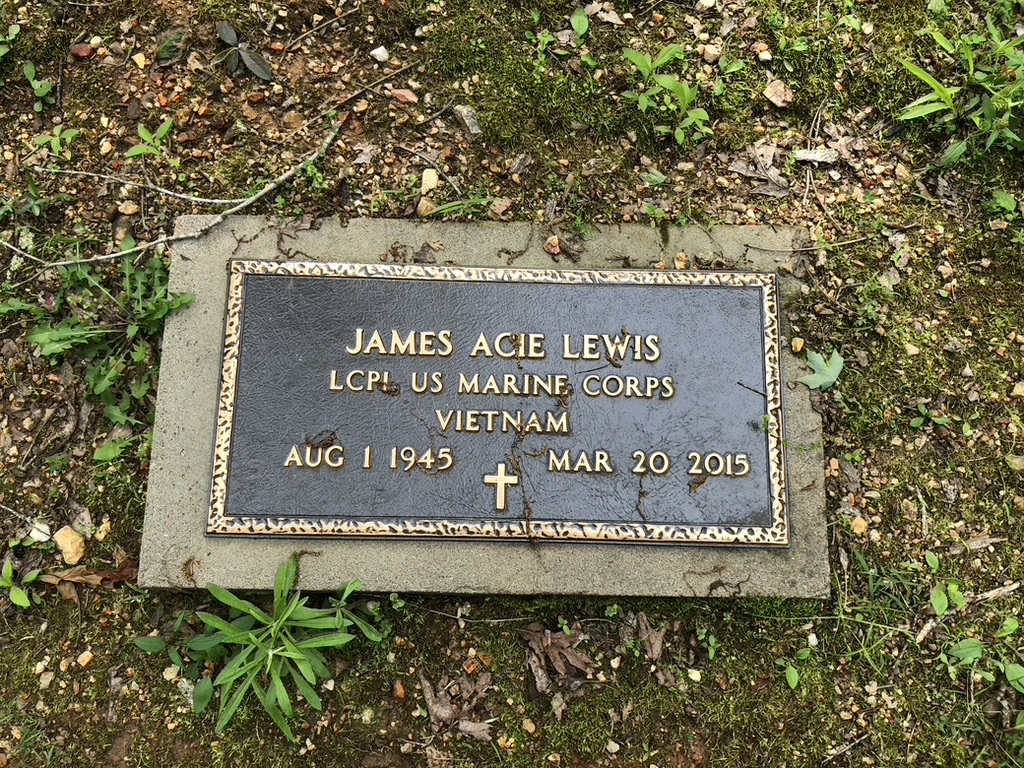 JAMES ACIE LEWIS
LCPL US MARINE CORPS
VIETNAM
AUG 1 1945 MAR 20 2015